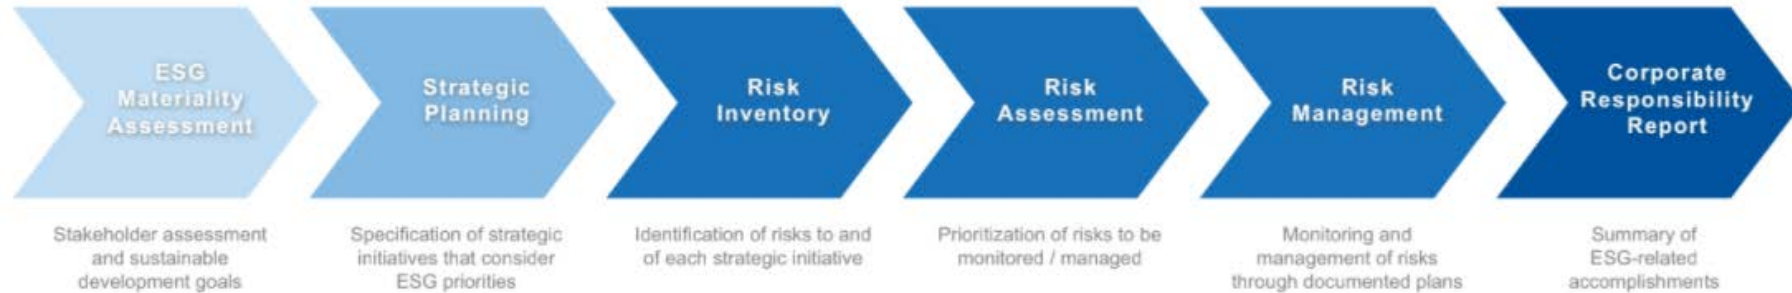 ESG
Materiality
Assessment
Strategic
Planning
Risk
Inventory
Risk
Assessment
Risk
Management
Corporate
Responsibility
Report
Stakeholder assessment
and sustainable
development goals
Specification of strategic
initiatives that consider
ESG priorities
Identification of risks to and
of each strategic initiative
Prioritization of risks to be
monitored / managed
Monitoring and
management of risks
through documented plans
Summary of
ESG-related
accomplishments